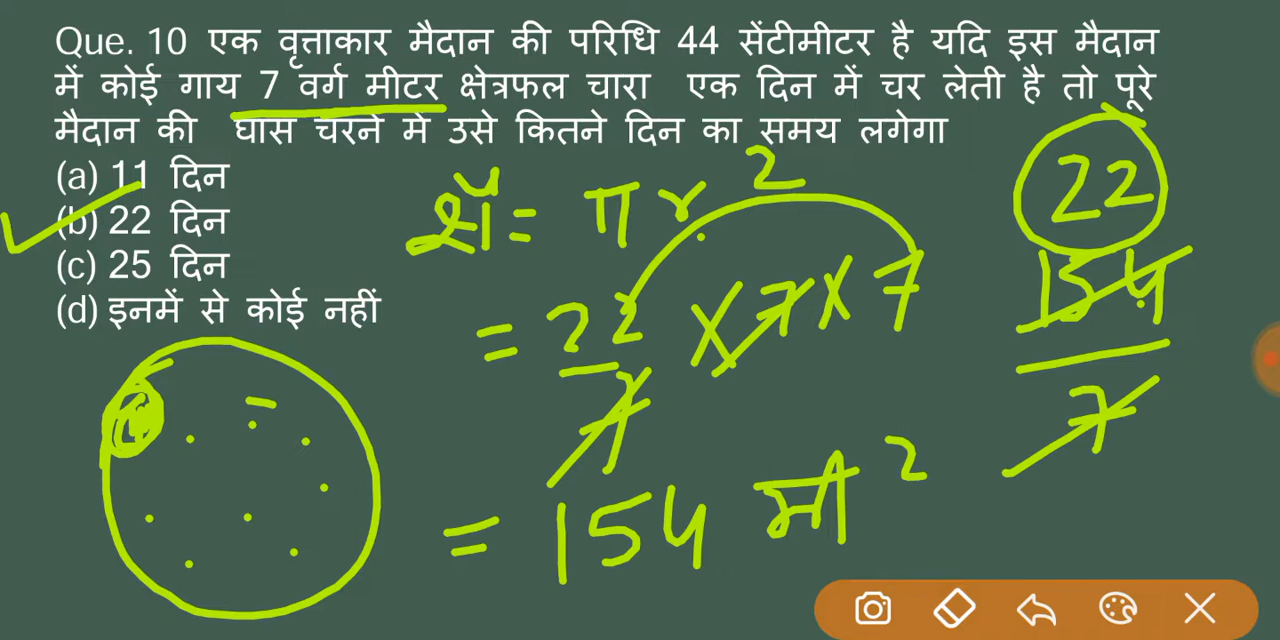 Que. 10 एक वृत्ताकार मैदान की परिधि 44 सेंटीमीटर है यदि इस मैदान
में कोई गाय 7 वर्ग मीटर क्षेत्रफल चारा एक दिन में चर लेती है तो पूरे
मैदान की घास चरने में उसे कितने दिन का समय लगेगा
(a) 11 दिन
(b) 22 दिन
(c) 25 दिन
(d) इनमें से कोई नहीं
= π r²
= 22/7 × 7 × 7
= 154 मी²
22
154
7